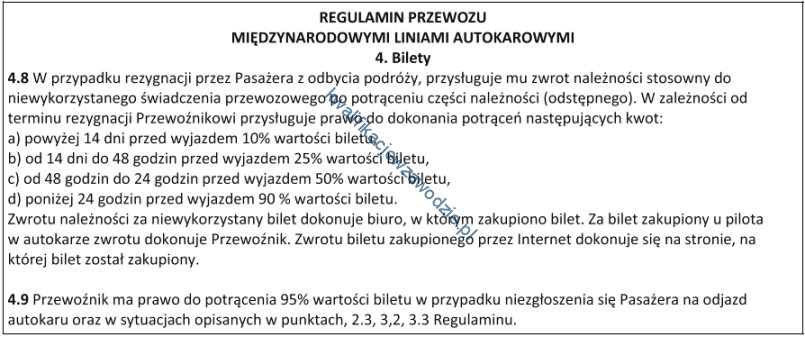 REGULAMIN PRZEWOZU
MIĘDZYNARODOWYMI LINIAMI AUTOKAROWYMI
4. Bilety
4.8 W przypadku rezygnacji przez Pasażera z odbycia podróży, przysługuje mu zwrot należności stosowny do
niewykorzystanego świadczenia przewozowego po potrąceniu części należności (odstępnego). W zależności od
terminu rezygnacji Przewoźnikowi przysługuje prawo do dokonania potrąceń następujących kwot:
a) powyżej 14 dni przed wyjazdem 10% wartości biletu,
b) od 14 dni do 48 godzin przed wyjazdem 25% wartości biletu,
c) od 48 godzin do 24 godzin przed wyjazdem 50% wartości biletu,
d) poniżej 24 godzin przed wyjazdem 90 % wartości biletu.
Zwrotu należności za niewykorzystany bilet dokonuje biuro, w którym zakupiono bilet. Za bilet zakupiony u pilota
w autokarze zwrotu dokonuje Przewoźnik. Zwrotu biletu zakupionego przez Internet dokonuje się na stronie, na
której bilet został zakupiony.
4.9 Przewoźnik ma prawo do potrącenia 95% wartości biletu w przypadku niezgłoszenia się Pasażera na odjazd
autokaru oraz w sytuacjach opisanych w punktach, 2.3, 3,2, 3.3 Regulaminu.
kwalifikacjewzawodzie.pl